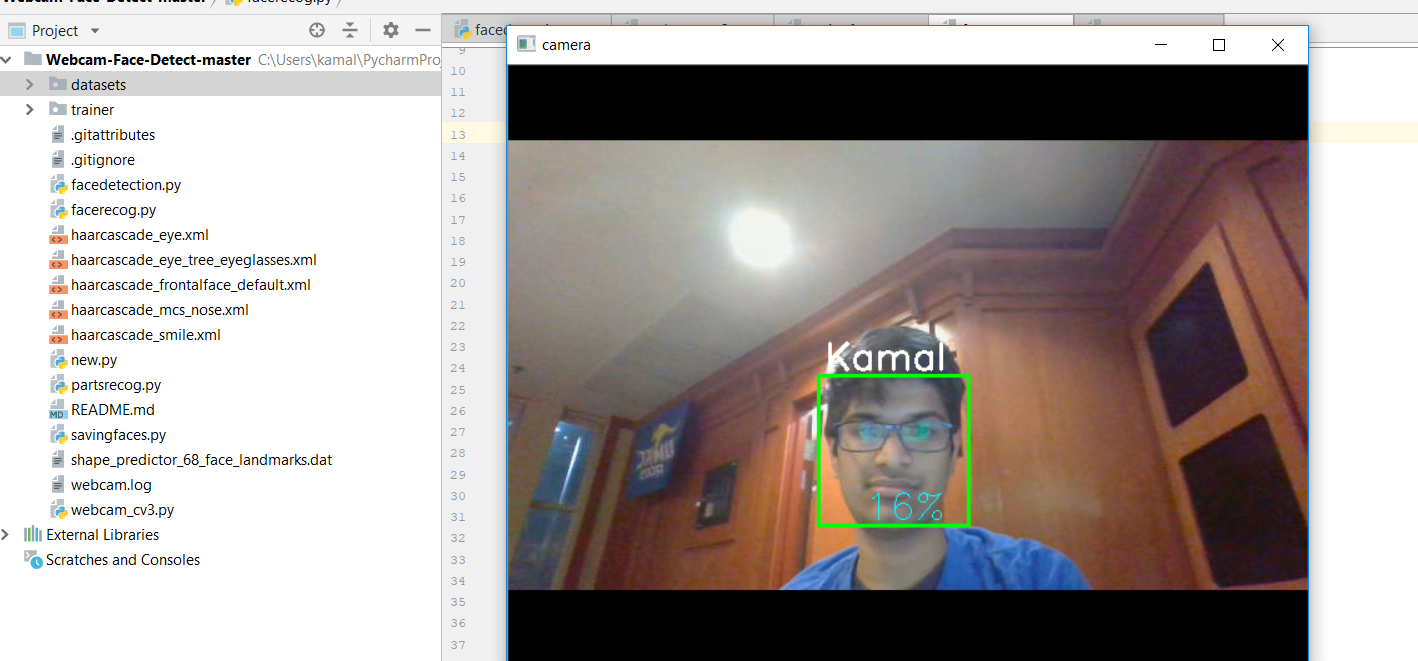 Webcam-Face-Detect-master
facerecog.py
Project
Webcam-Face-Detect-master C:\Users\kamal\PycharmPro
datasets
trainer
.gitattributes
.gitignore
facedetection.py
facerecog.py
haarcascade_eye.xml
haarcascade_eye_tree_eyeglasses.xml
haarcascade_frontalface_default.xml
haarcascade_mcs_nose.xml
haarcascade_smile.xml
new.py
partsrecog.py
MD README.md
savingfaces.py
shape_predictor_68_face_landmarks.dat
webcam.log
webcam_cv3.py
External Libraries
Scratches and Consoles
faced
9
10
11
12
13
14
15
16
17
18
19
20
21
22
23
24
25
26
27
28
29
30
31
32
33
34
35
36
37
camera
Kamal
UMKC
ROOS
16%